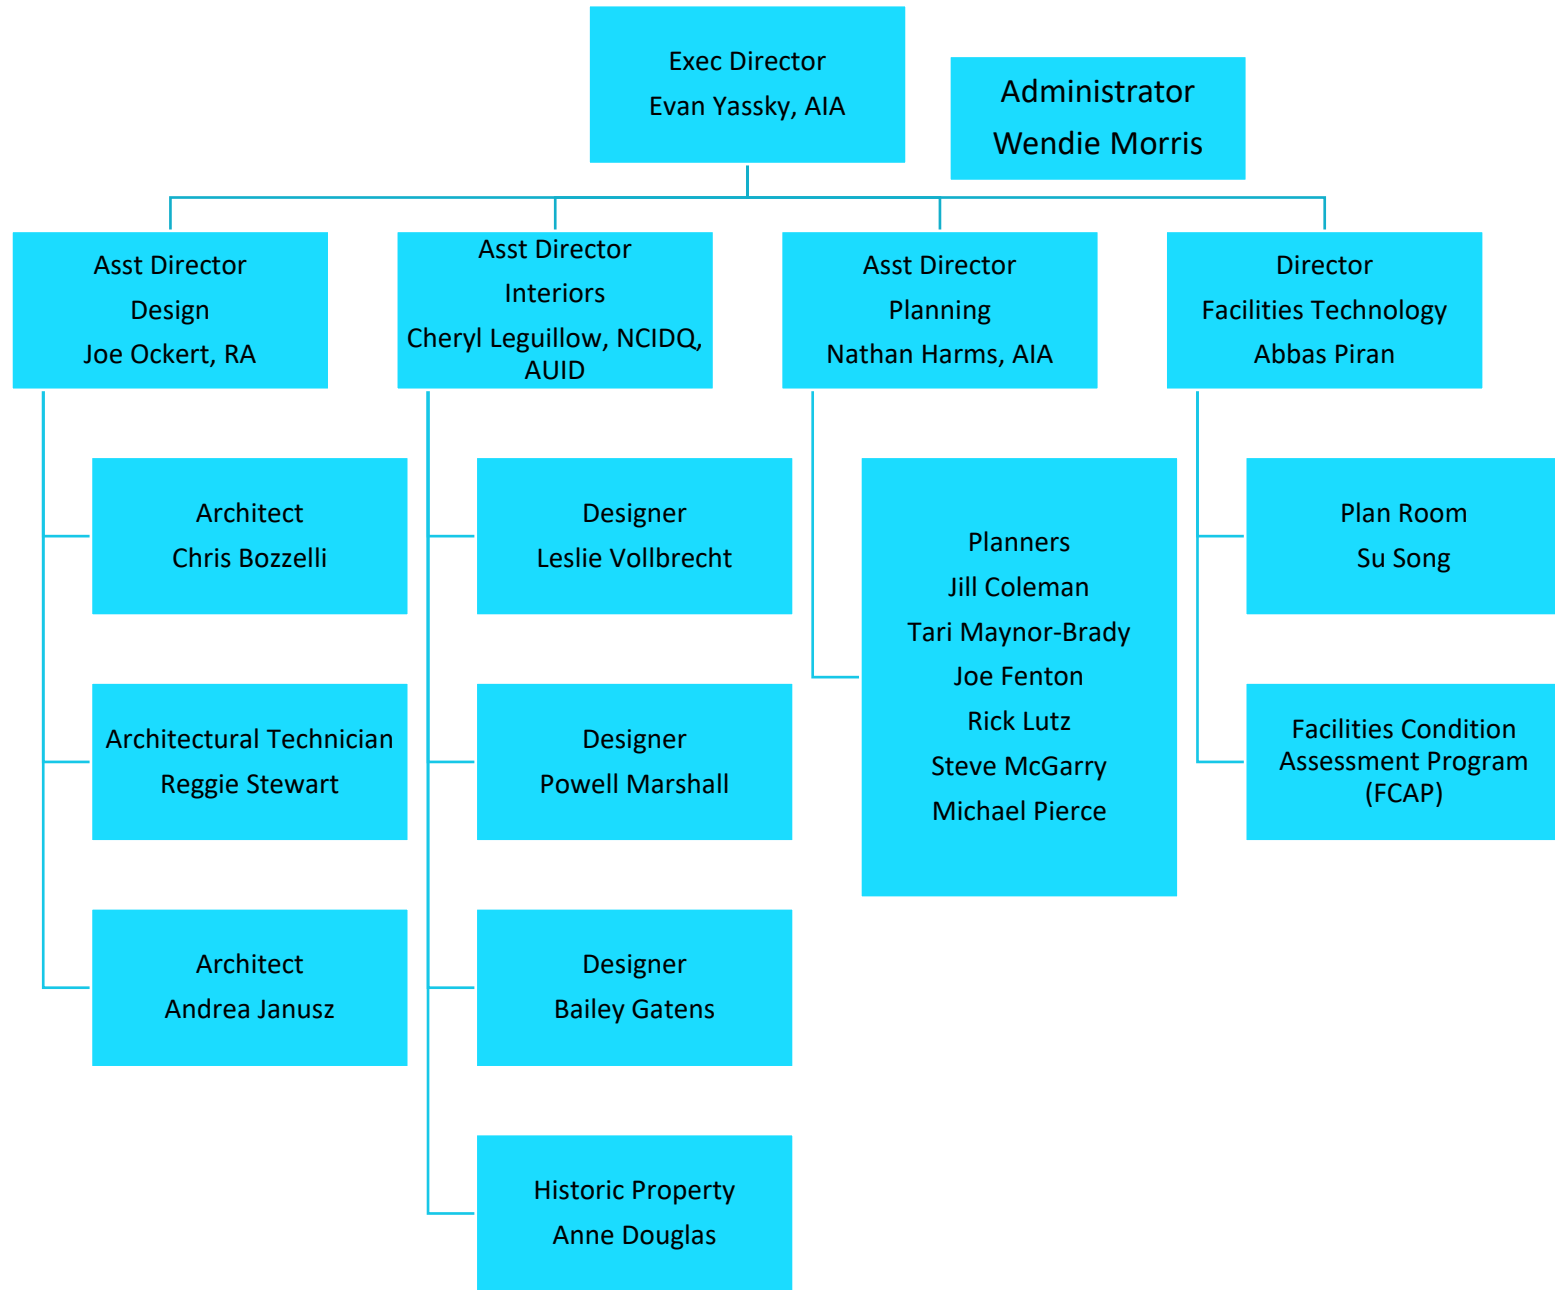 Exec Director
Evan Yassky, AIA
Administrator
Wendie Morris
Asst Director
Design
Joe Ockert, RA
Asst Director
Interiors
Cheryl Leguillow, NCIDQ,
AUID
Asst Director
Planning
Nathan Harms, AIA
Director
Facilities Technology
Abbas Piran
Architect
Chris Bozzelli
Architectural Technician
Reggie Stewart
Architect
Andrea Janusz
Designer
Leslie Vollbrecht
Designer
Powell Marshall
Designer
Bailey Gatens
Historic Property
Anne Douglas
Planners
Jill Coleman
Tari Maynor-Brady
Joe Fenton
Rick Lutz
Steve McGarry
Michael Pierce
Plan Room
Su Song
Facilities Condition
Assessment Program
(FCAP)